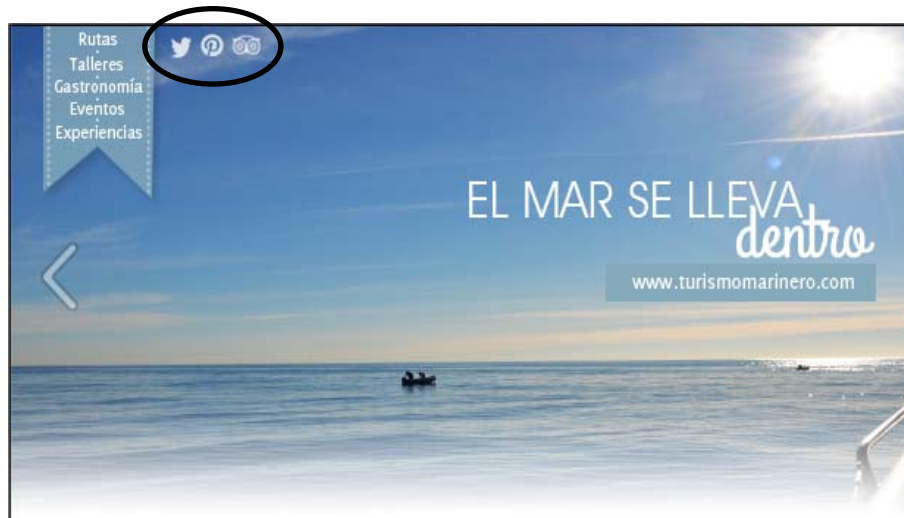 Rutas
Talleres
Gastronomía
Eventos
Experiencias
EL MAR SE LLEVA
dentro
www.turismomarinero.com